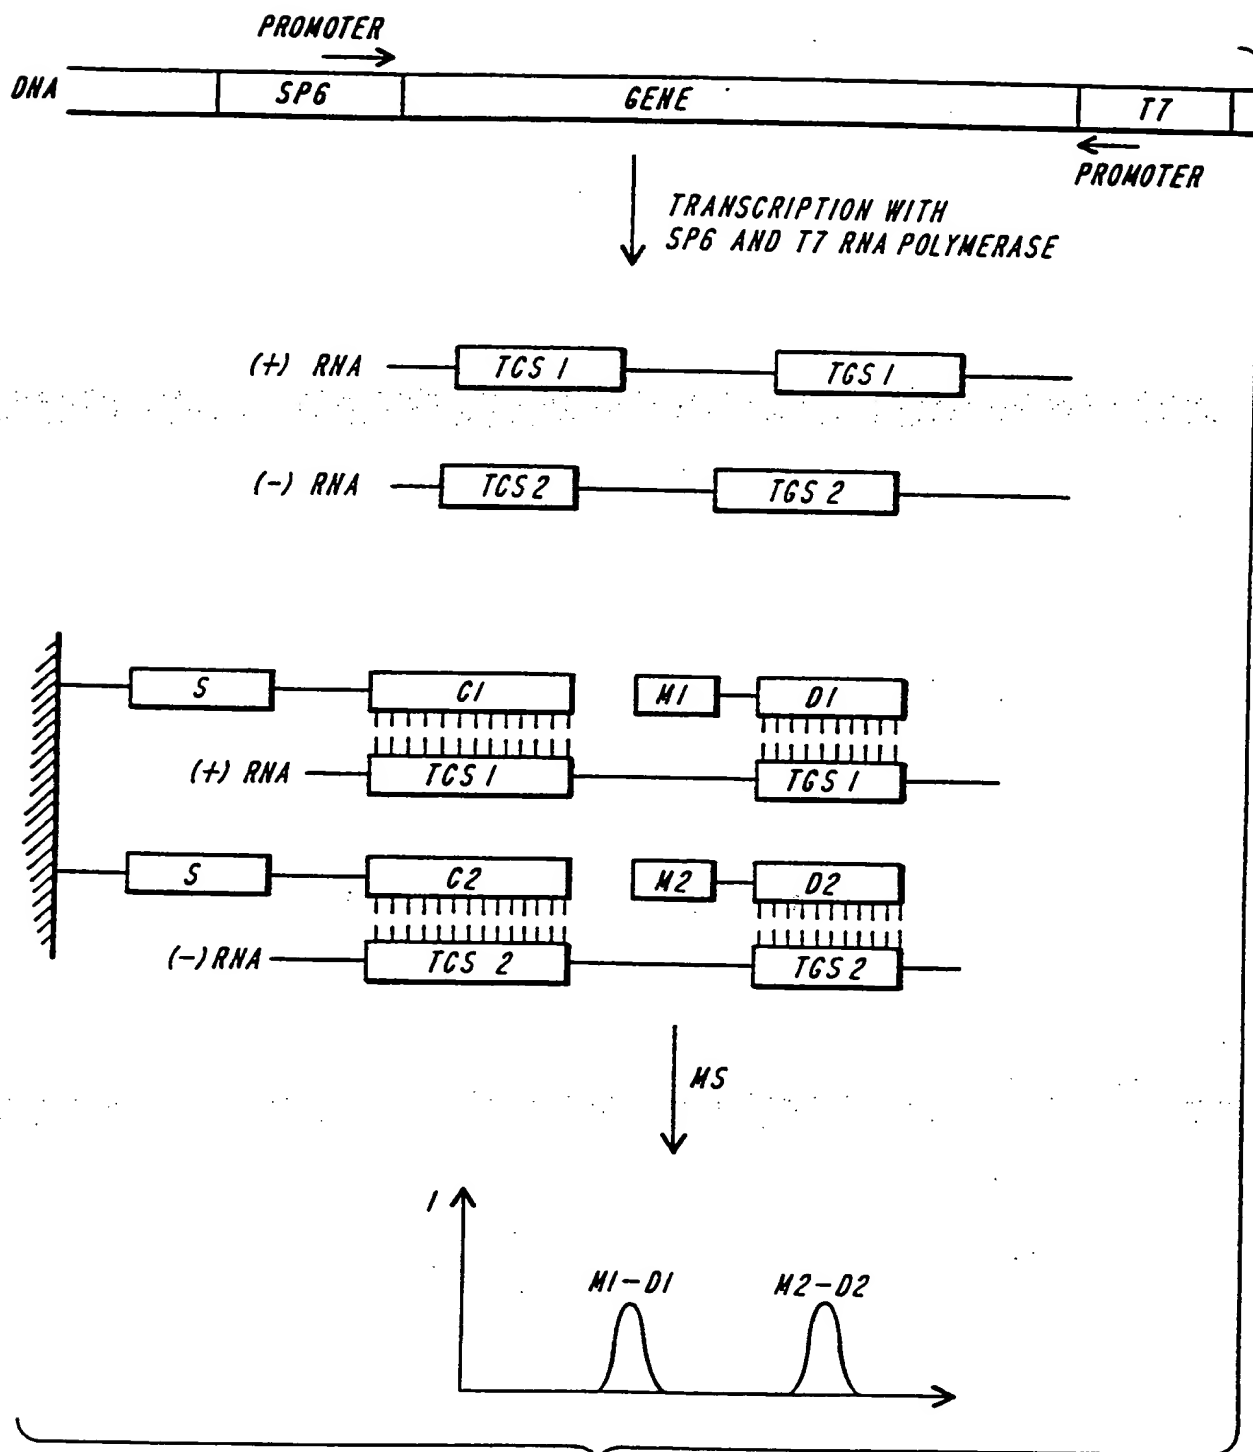 PROMOTER
DNA SP6 GENE T7
PROMOTER
TRANSCRIPTION WITH
SP6 AND T7 RNA POLYMERASE
(+) RNA TCS 1 TGS 1
(-) RNA TCS 2 TGS 2
S C1 M1 D1
(+) RNA TCS 1 TGS 1
S C2 M2 D2
(-) RNA TCS 2 TGS 2
MS
I
M1-D1 M2-D2